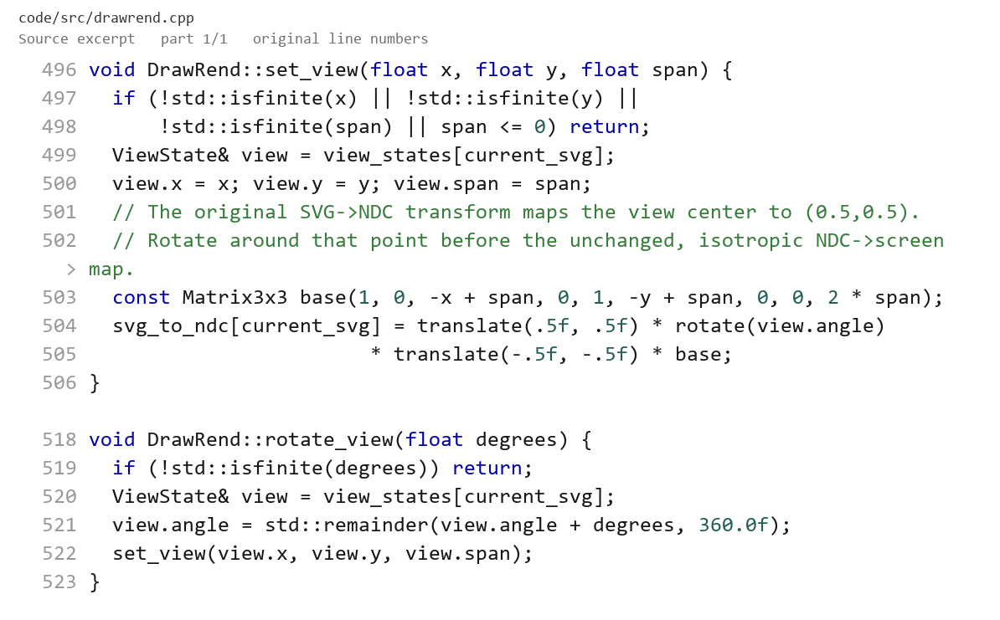 code/src/drawrend.cpp
Source excerpt   part 1/1   original line numbers
496 void DrawRend::set_view(float x, float y, float span) {
497   if (!std::isfinite(x) || !std::isfinite(y) ||
498       !std::isfinite(span) || span <= 0) return;
499   ViewState& view = view_states[current_svg];
500   view.x = x; view.y = y; view.span = span;
501   // The original SVG->NDC transform maps the view center to (0.5,0.5).
502   // Rotate around that point before the unchanged, isotropic NDC->screen
> map.
503   const Matrix3x3 base(1, 0, -x + span, 0, 1, -y + span, 0, 0, 2 * span);
504   svg_to_ndc[current_svg] = translate(.5f, .5f) * rotate(view.angle)
505                         * translate(-.5f, -.5f) * base;
506 }
518 void DrawRend::rotate_view(float degrees) {
519   if (!std::isfinite(degrees)) return;
520   ViewState& view = view_states[current_svg];
521   view.angle = std::remainder(view.angle + degrees, 360.0f);
522   set_view(view.x, view.y, view.span);
523 }